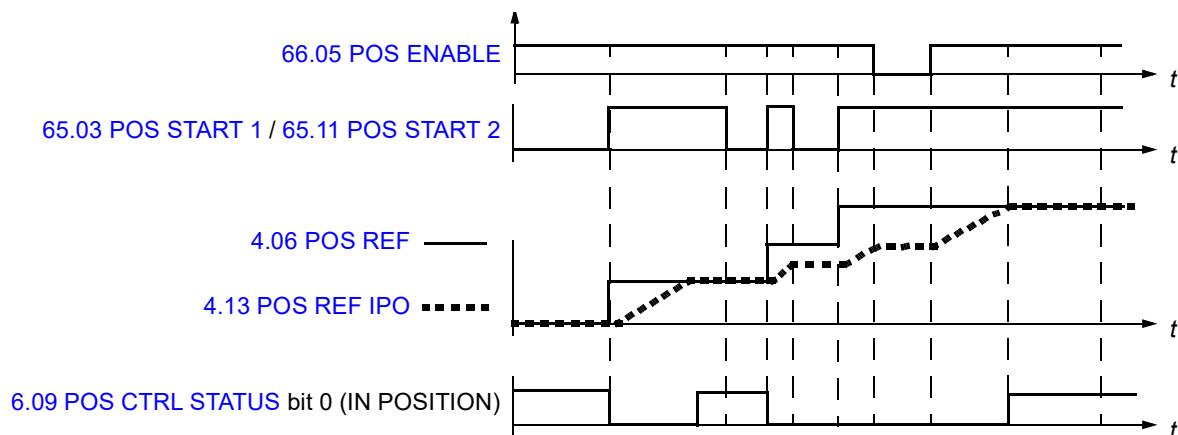 66.05 POS ENABLE
t
65.03 POS START 1 / 65.11 POS START 2
t
4.06 POS REF
4.13 POS REF IPO
t
6.09 POS CTRL STATUS bit 0 (IN POSITION)
t